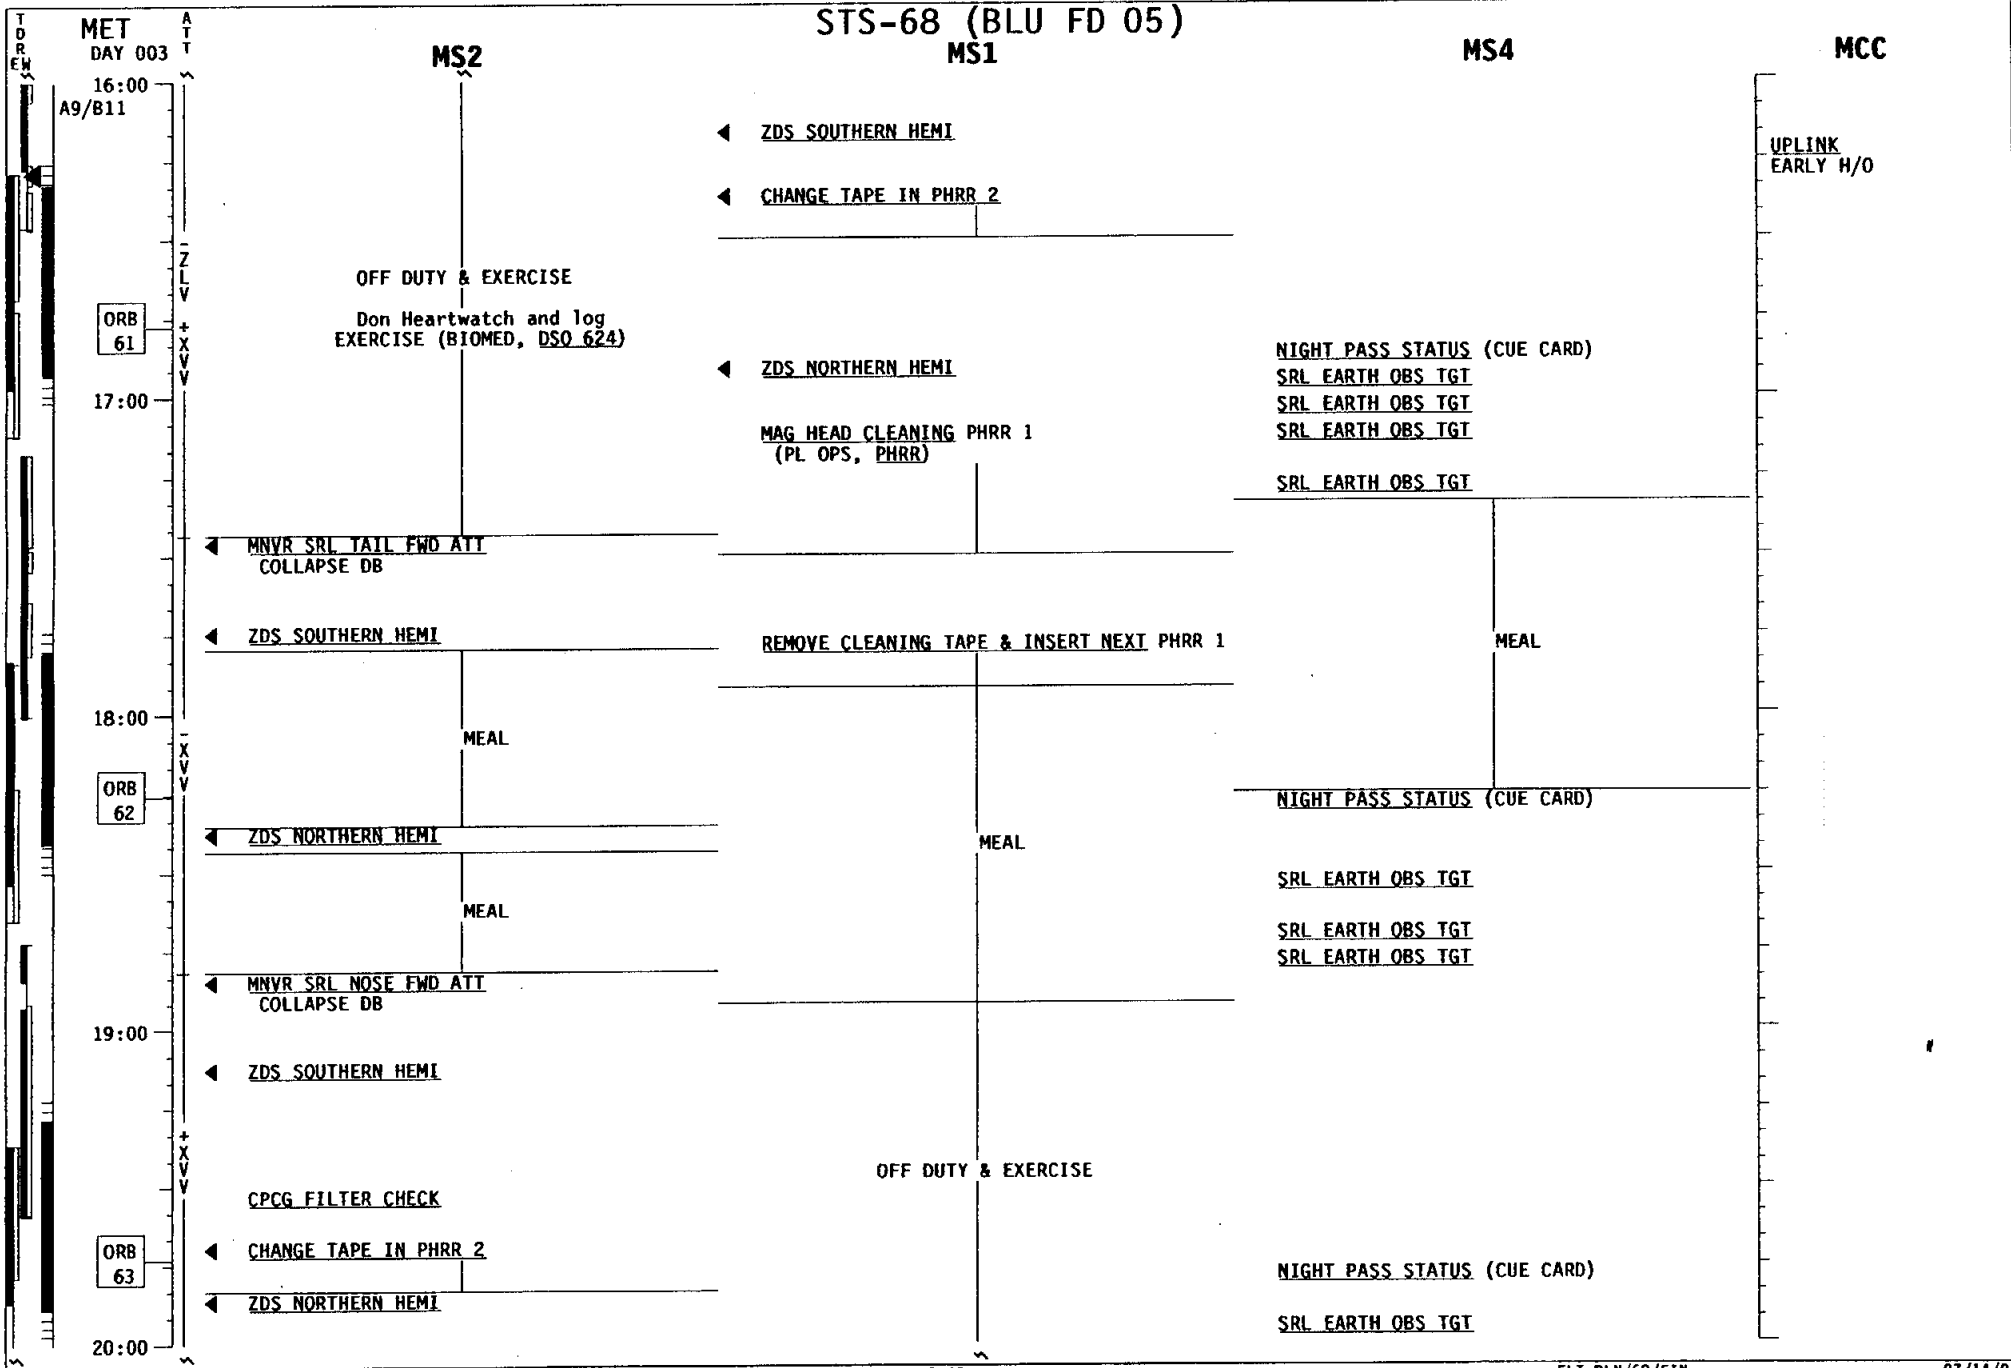 STS-68 (BLU FD 05)
TDRE W
MET
DAY 003
ATT
MS2
MS1
MS4
MCC
16:00
A9/B11
ZDS SOUTHERN HEMI
UPLINK
EARLY H/O
CHANGE TAPE IN PHRR 2
-ZLV
OFF DUTY & EXERCISE
Don Heartwatch and log
EXERCISE (BIOMED, DSO 624)
ORB
61
+XVV
NIGHT PASS STATUS (CUE CARD)
ZDS NORTHERN HEMI
SRL EARTH OBS TGT
17:00
SRL EARTH OBS TGT
MAG HEAD CLEANING PHRR 1
(PL OPS, PHRR)
SRL EARTH OBS TGT
SRL EARTH OBS TGT
MNVR SRL TAIL FWD ATT
COLLAPSE DB
ZDS SOUTHERN HEMI
REMOVE CLEANING TAPE & INSERT NEXT PHRR 1
MEAL
18:00
-XVV
MEAL
ORB
62
NIGHT PASS STATUS (CUE CARD)
ZDS NORTHERN HEMI
MEAL
SRL EARTH OBS TGT
MEAL
SRL EARTH OBS TGT
SRL EARTH OBS TGT
MNVR SRL NOSE FWD ATT
COLLAPSE DB
19:00
ZDS SOUTHERN HEMI
+XVV
OFF DUTY & EXERCISE
CPCG FILTER CHECK
ORB
63
CHANGE TAPE IN PHRR 2
NIGHT PASS STATUS (CUE CARD)
ZDS NORTHERN HEMI
SRL EARTH OBS TGT
20:00